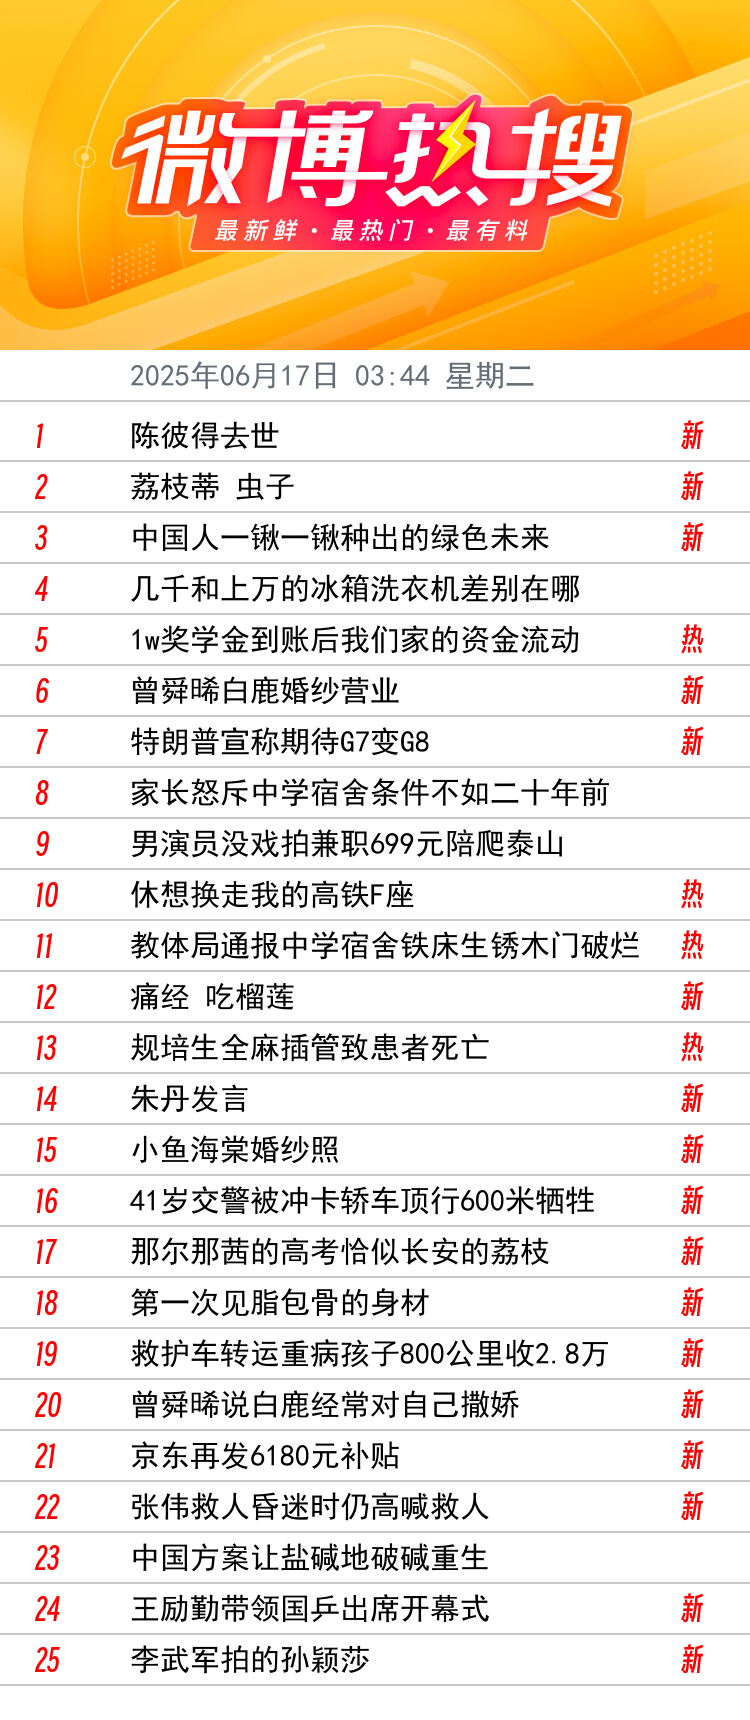 微博热搜
最新鲜·最热门·最有料
2025年06月17日 03:44 星期二
1 陈彼得去世 新
2 荔枝蒂 虫子 新
3 中国人一锹一锹种出的绿色未来 新
4 几千和上万的冰箱洗衣机差别在哪
5 1w奖学金到账后我们家的资金流动 热
6 曾舜晞白鹿婚纱营业 新
7 特朗普宣称期待G7变G8 新
8 家长怒斥中学宿舍条件不如二十年前
9 男演员没戏拍兼职699元陪爬泰山
10 休想换走我的高铁F座 热
11 教体局通报中学宿舍铁床生锈木门破烂 热
12 痛经 吃榴莲 新
13 规培生全麻插管致患者死亡 热
14 朱丹发言 新
15 小鱼海棠婚纱照 新
16 41岁交警被冲卡轿车顶行600米牺牲 新
17 那尔那茜的高考恰似长安的荔枝 新
18 第一次见脂包骨的身材 新
19 救护车转运重病孩子800公里收2.8万 新
20 曾舜晞说白鹿经常对自己撒娇 新
21 京东再发6180元补贴 新
22 张伟救人昏迷时仍高喊救人 新
23 中国方案让盐碱地破碱重生
24 王励勤带领国乒出席开幕式 新
25 李武军拍的孙颖莎 新